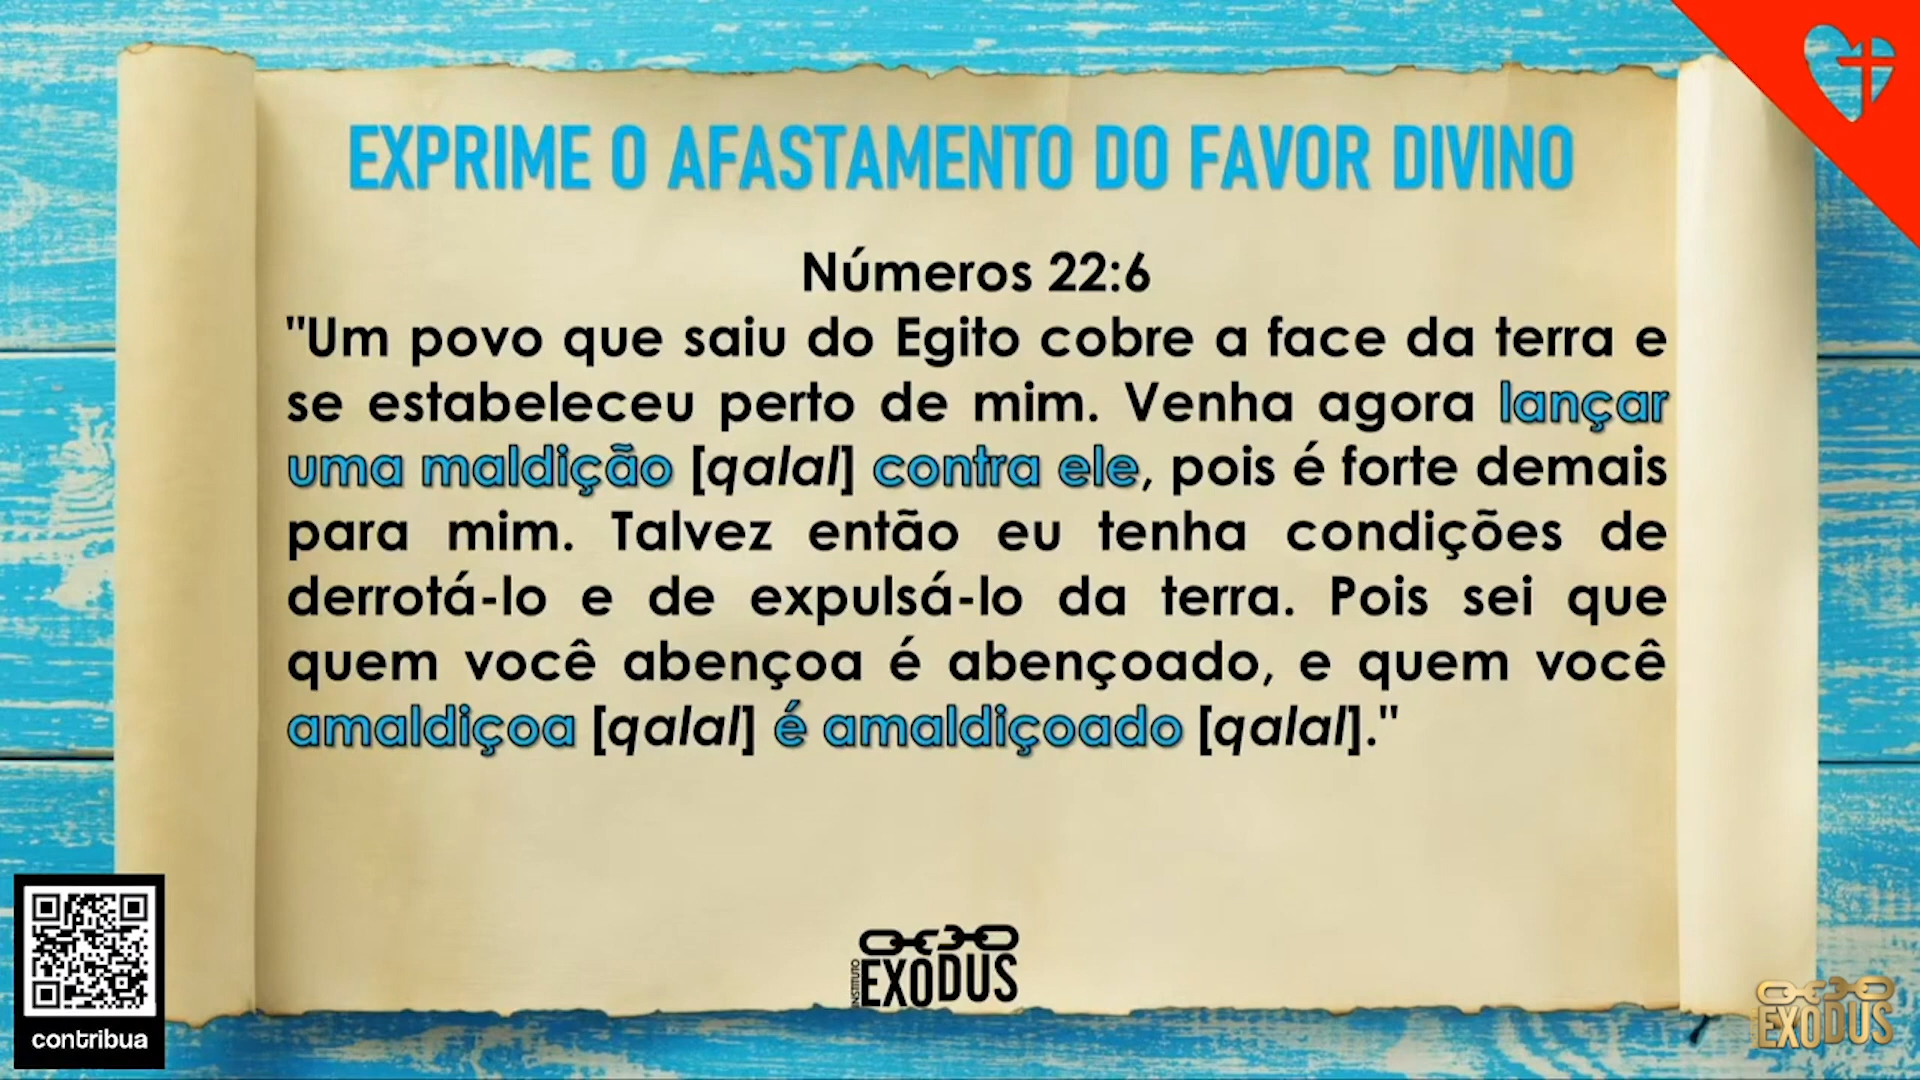 EXPRIME O AFASTAMENTO DO FAVOR DIVINO
Números 22:6
"Um povo que saiu do Egito cobre a face da terra e
se estabeleceu perto de mim. Venha agora lançar
uma maldição [qalal] contra ele, pois é forte demais
para mim. Talvez então eu tenha condições de
derrotá-lo e de expulsá-lo da terra. Pois sei que
quem você abençoa é abençoado, e quem você
amaldiçoa [qalal] é amaldiçoado [qalal]."
INSTITUTO
EXODUS
contribua
EXODUS